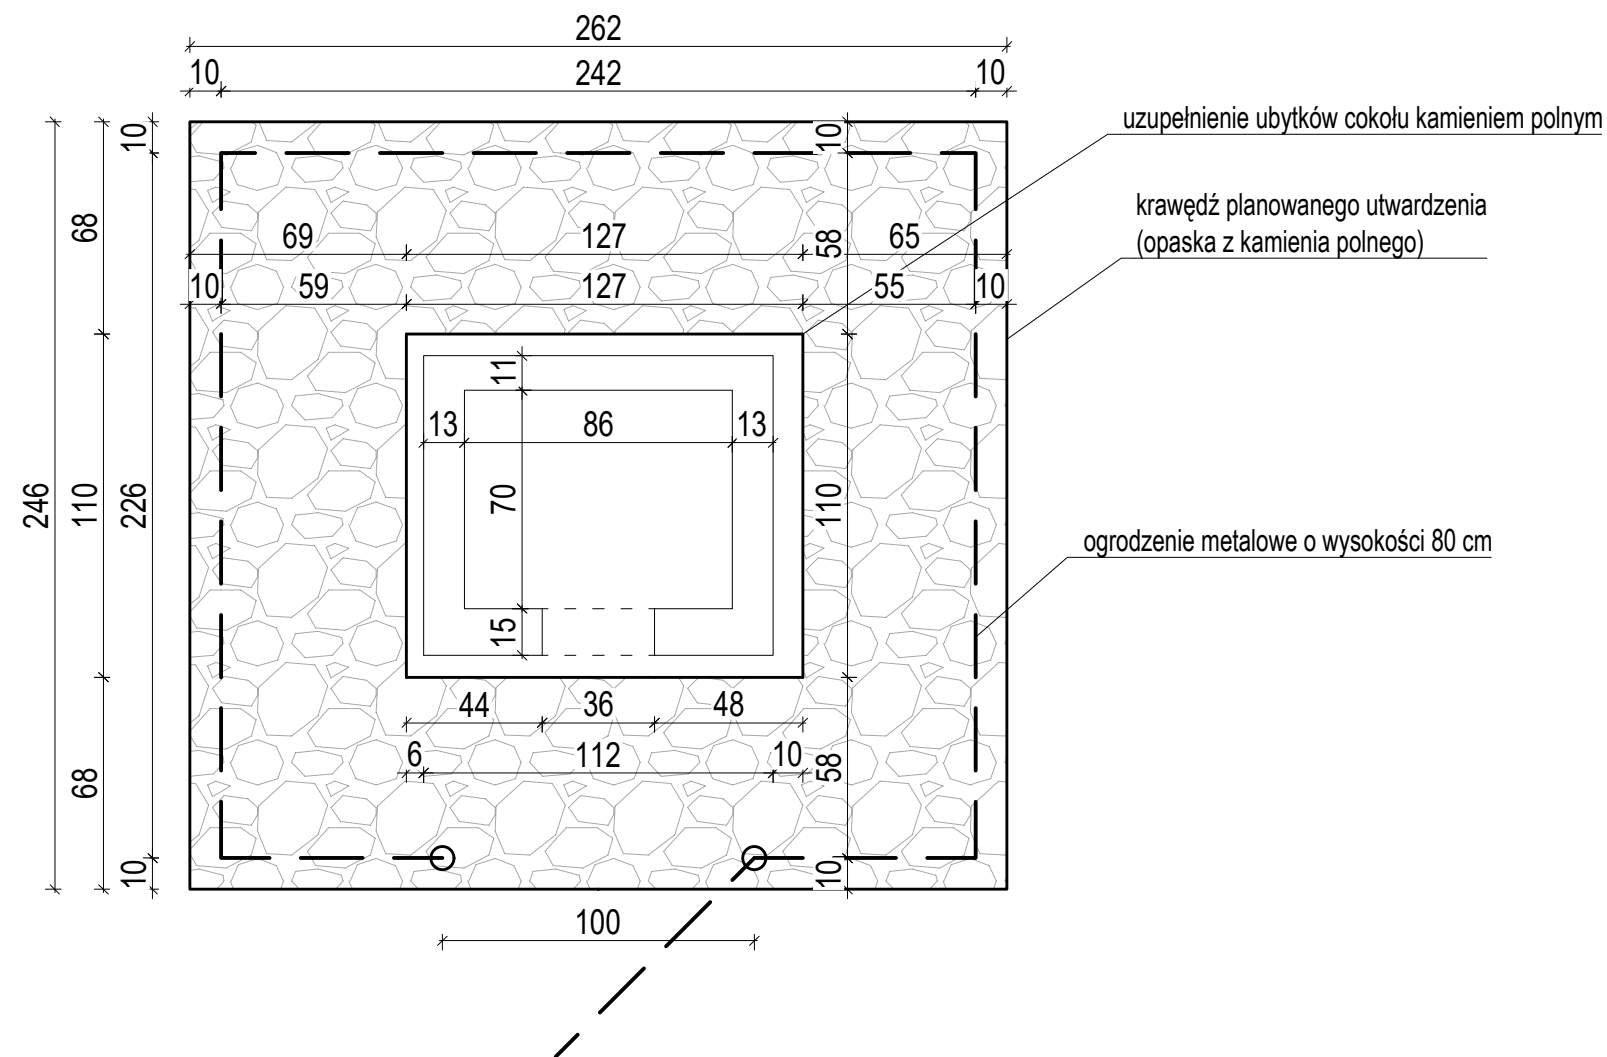 262
10 242 10
uzupełnienie ubytków cokołu kamieniem polnym
krawędź planowanego utwardzenia
(opaska z kamienia polnego)
ogrodzenie metalowe o wysokości 80 cm
246
68
110
68
10
226
10
69 127 65
10 59 127 55 10
10
58
110
58
10
11
13 86 13
70
15
44 36 48
6 112 10
100